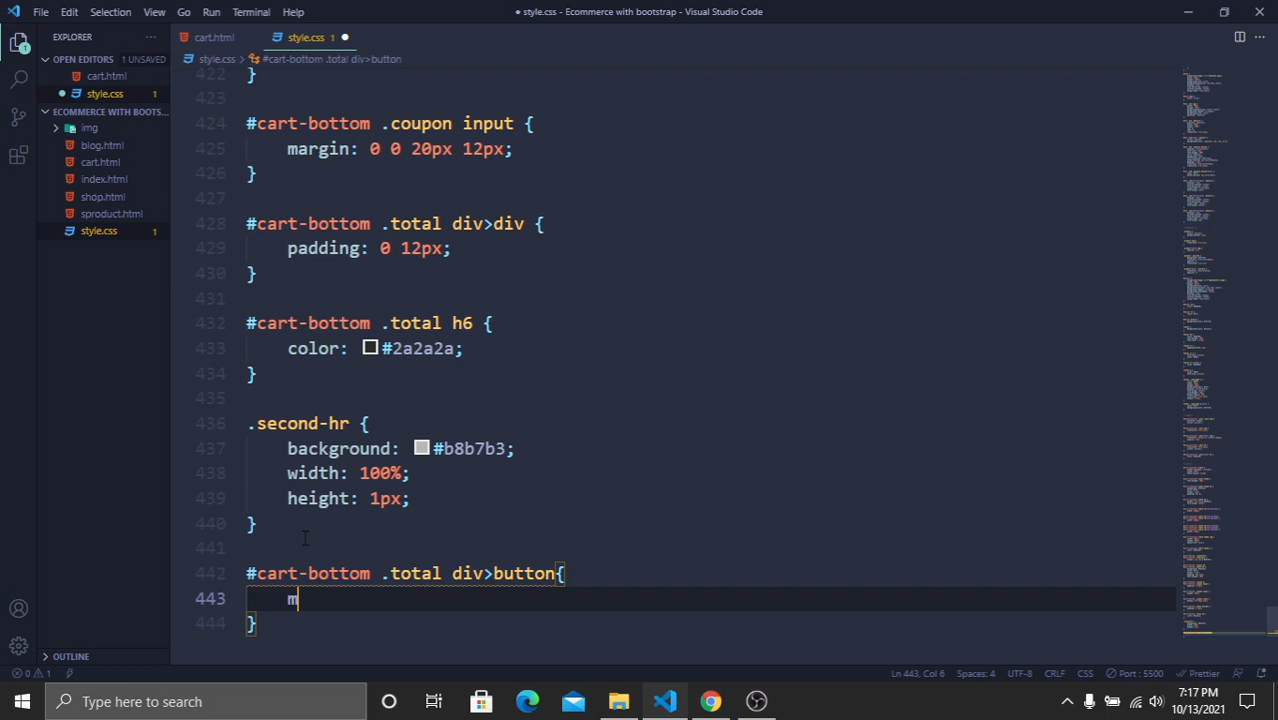 File Edit Selection View Go Run Terminal Help
● style.css - Ecommerce with bootstrap - Visual Studio Code
EXPLORER ...
cart.html
style.css 1 ●
OPEN EDITORS 1 UNSAVED
style.css > #cart-bottom .total div>button
cart.html
● style.css 1
ECOMMERCE WITH BOOTS...
img
blog.html
cart.html
index.html
shop.html
sproduct.html
style.css 1
422 }
423
424 #cart-bottom .coupon input {
425 margin: 0 0 20px 12px;
426 }
427
428 #cart-bottom .total div>div {
429 padding: 0 12px;
430 }
431
432 #cart-bottom .total h6 {
433 color: #2a2a2a;
434 }
435
436 .second-hr {
437 background: #b8b7b3;
438 width: 100%;
439 height: 1px;
440 }
441
442 #cart-bottom .total div>button{
443 m
444 }
OUTLINE
0 1
Ln 443, Col 6 Spaces: 4 UTF-8 CRLF CSS Port : 5500 Prettier
Type here to search
7:17 PM
10/13/2021